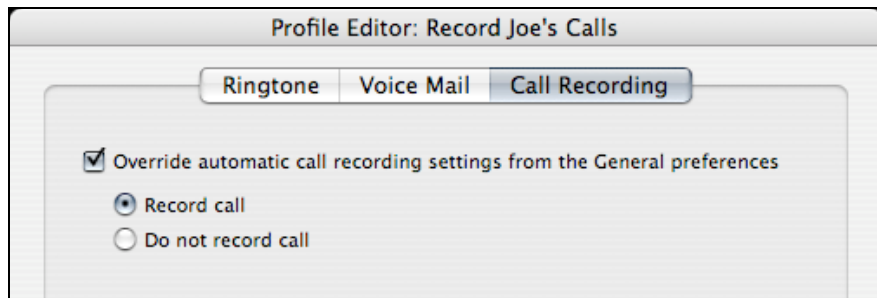 Profile Editor: Record Joe's Calls
Ringtone Voice Mail Call Recording
Override automatic call recording settings from the General preferences
Record call
Do not record call